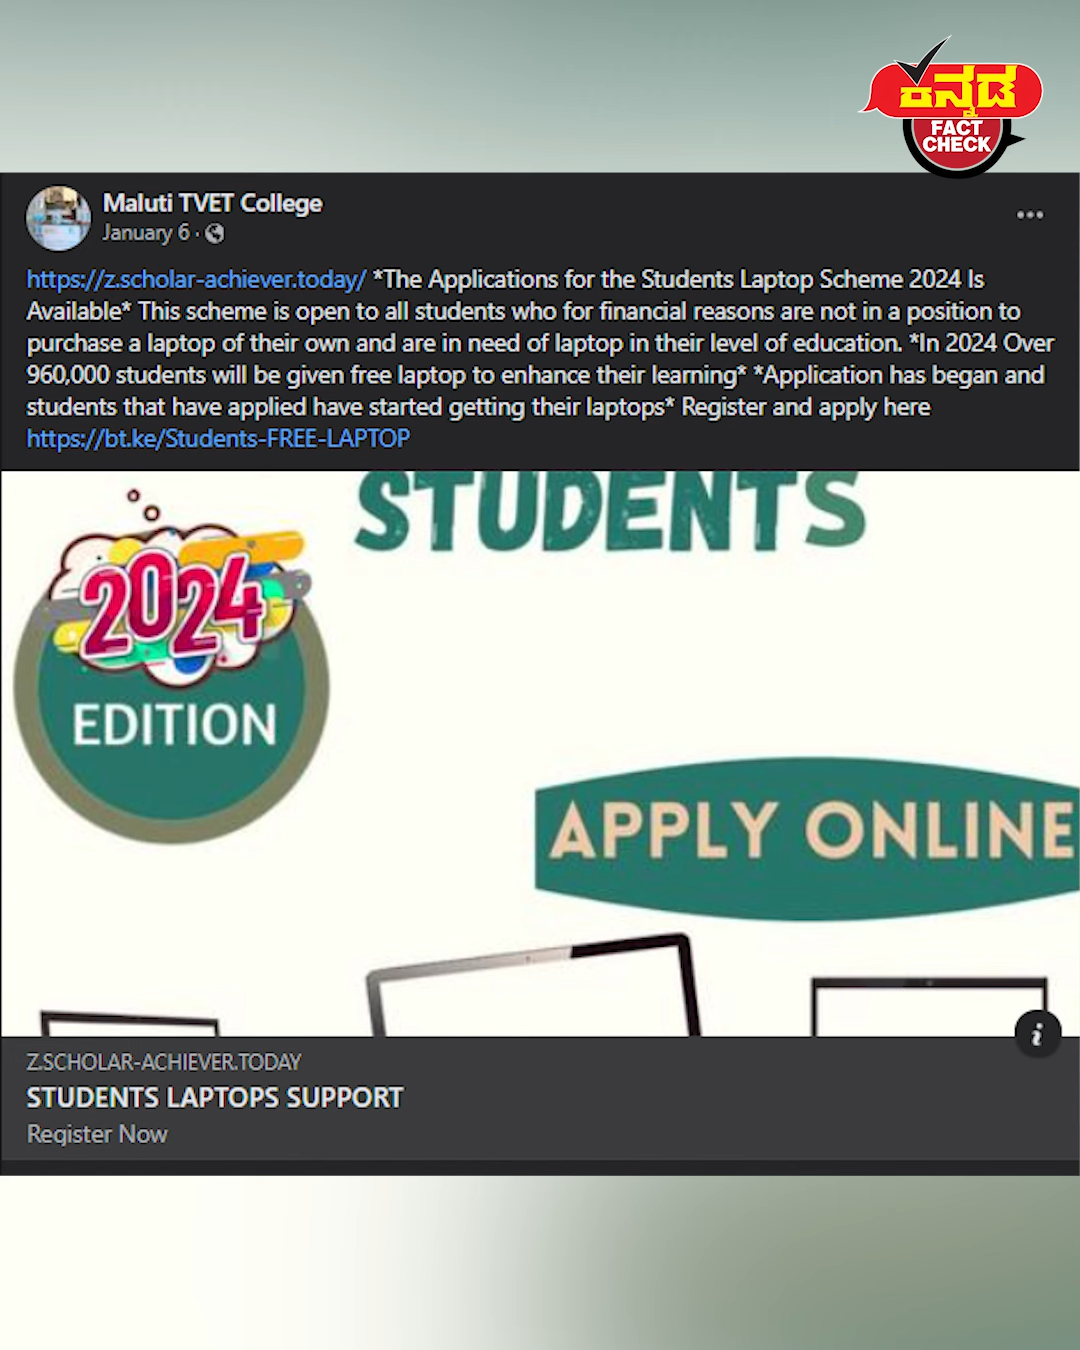 ಕನ್ನಡ
FACT
CHECK
Maluti TVET College
January 6 ·
https://z.scholar-achiever.today/ *The Applications for the Students Laptop Scheme 2024 Is
Available* This scheme is open to all students who for financial reasons are not in a position to
purchase a laptop of their own and are in need of laptop in their level of education. *In 2024 Over
960,000 students will be given free laptop to enhance their learning* *Application has began and
students that have applied have started getting their laptops* Register and apply here
https://bt.ke/Students-FREE-LAPTOP
STUDENTS
2024
EDITION
APPLY ONLINE
i
Z.SCHOLAR-ACHIEVER.TODAY
STUDENTS LAPTOPS SUPPORT
Register Now